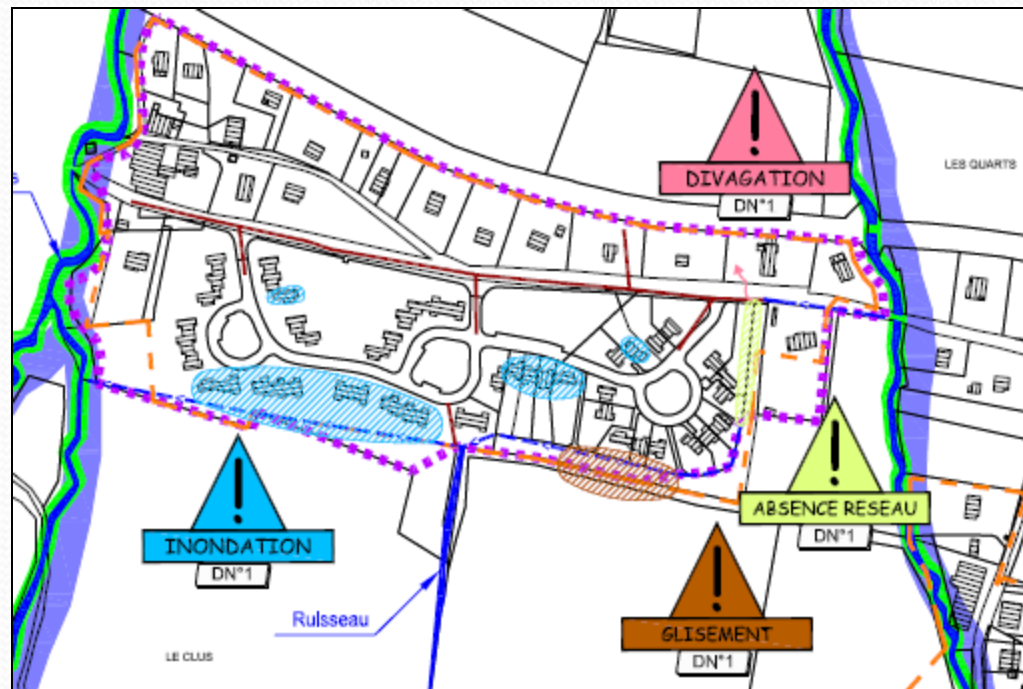 DIVAGATION
DN°1
LES QUARTS
ABSENCE RESEAU
DN°1
INONDATION
DN°1
GLISEMENT
DN°1
Ruisseau
LE CLUS